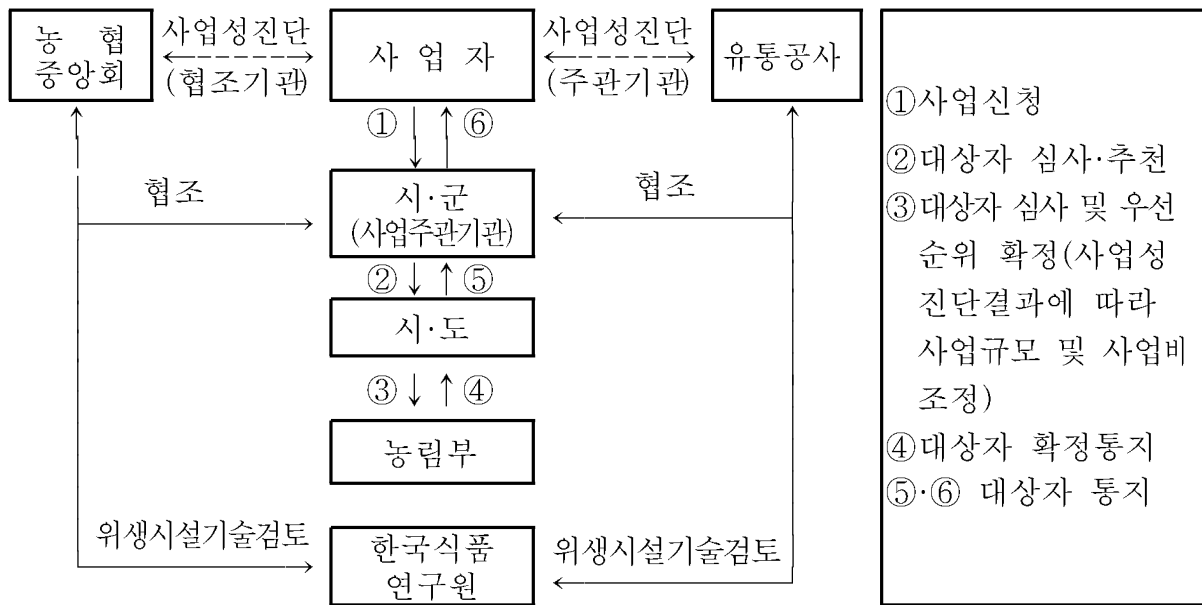 농 협
중앙회
사업성진단
(협조기관)
사 업 자
사업성진단
(주관기관)
유통공사
① ⑥
협조
시·군
(사업주관기관)
협조
② ⑤
시·도
③ ④
농림부
위생시설기술검토
한국식품
연구원
위생시설기술검토
①사업신청
②대상자 심사·추천
③대상자 심사 및 우선
순위 확정(사업성
진단결과에 따라
사업규모 및 사업비
조정)
④대상자 확정통지
⑤·⑥ 대상자 통지